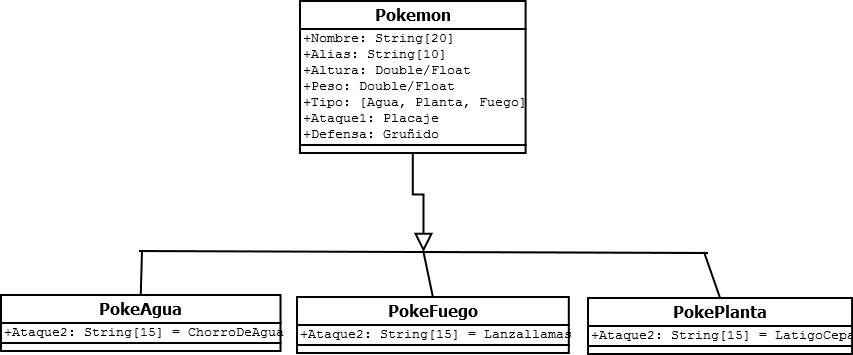 Pokemon
+Nombre: String[20]
+Alias: String[10]
+Altura: Double/Float
+Peso: Double/Float
+Tipo: [Agua, Planta, Fuego]
+Ataque1: Placaje
+Defensa: Gruñido
PokeAgua
+Ataque2: String[15] = ChorroDeAgua
PokeFuego
+Ataque2: String[15] = Lanzallamas
PokePlanta
+Ataque2: String[15] = LatigoCepa